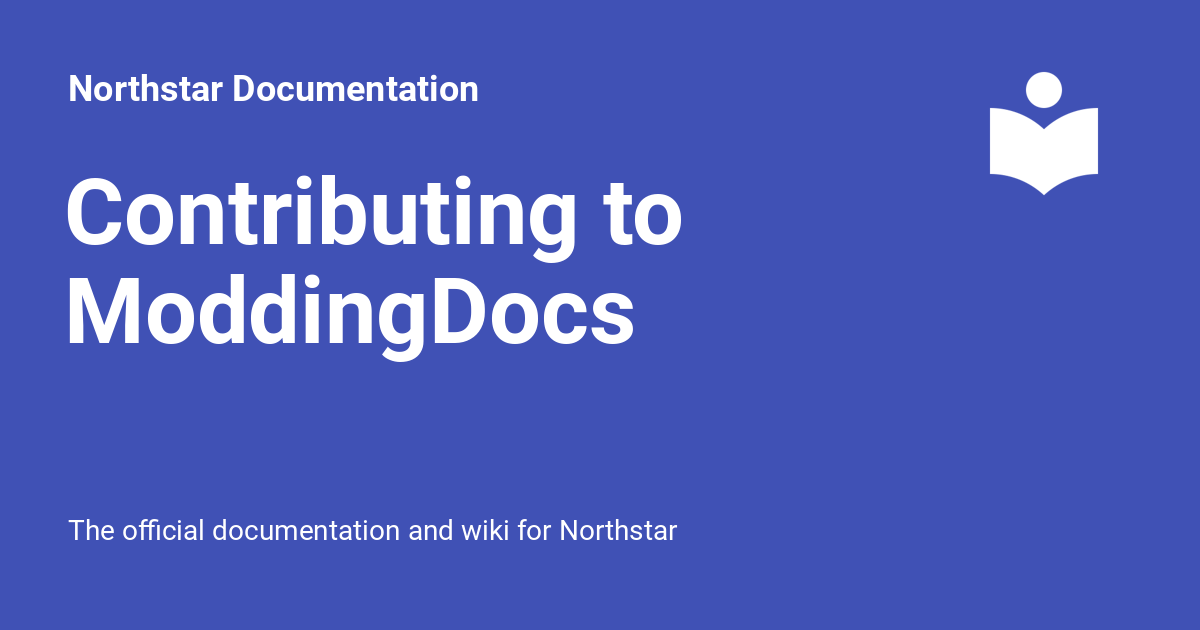 Northstar Documentation
Contributing to
ModdingDocs
The official documentation and wiki for Northstar